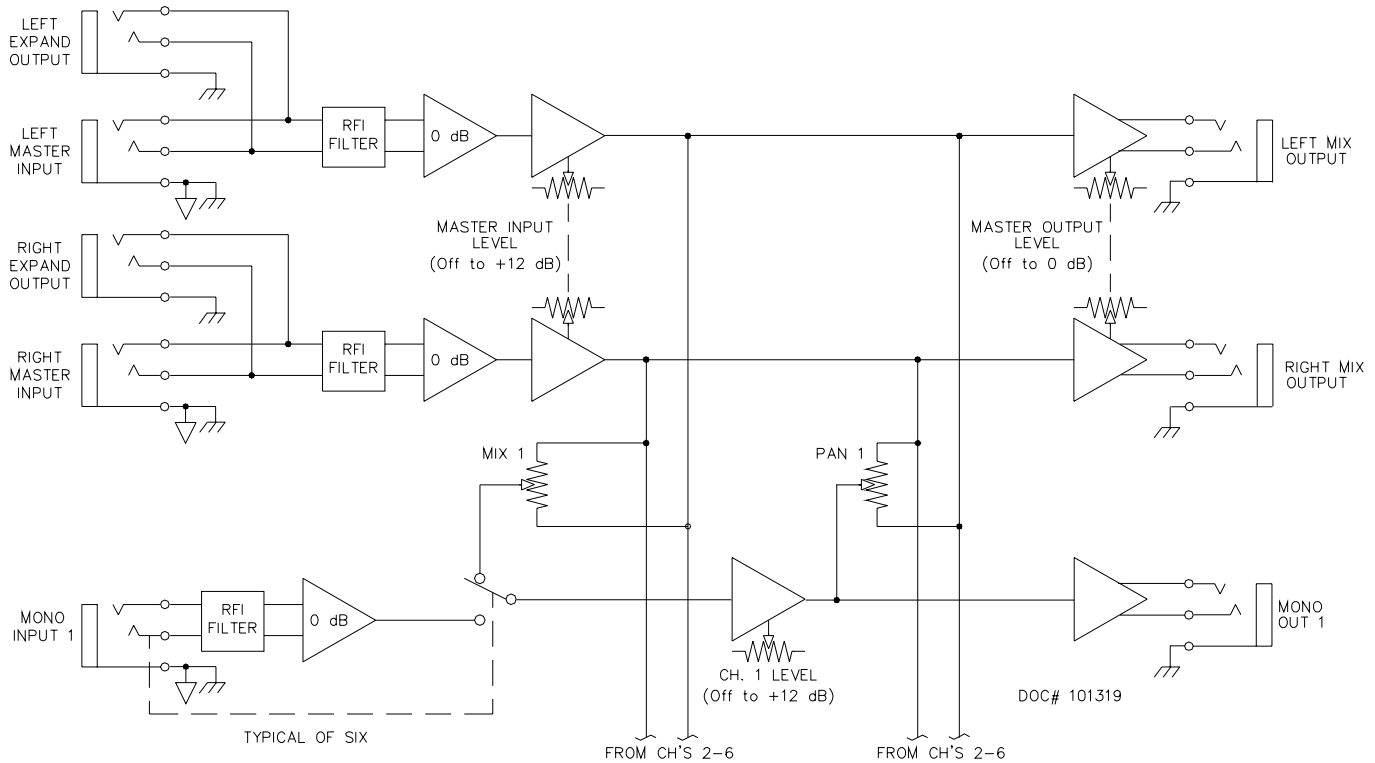 LEFT
EXPAND
OUTPUT
LEFT
MASTER
INPUT
RFI
FILTER
0 dB
MASTER INPUT
LEVEL
(Off to +12 dB)
MASTER OUTPUT
LEVEL
(Off to 0 dB)
LEFT MIX
OUTPUT
RIGHT
EXPAND
OUTPUT
RIGHT
MASTER
INPUT
RFI
FILTER
0 dB
RIGHT MIX
OUTPUT
MIX 1
PAN 1
MONO
INPUT 1
RFI
FILTER
0 dB
CH. 1 LEVEL
(Off to +12 dB)
MONO
OUT 1
DOC# 101319
TYPICAL OF SIX
FROM CH'S 2-6
FROM CH'S 2-6